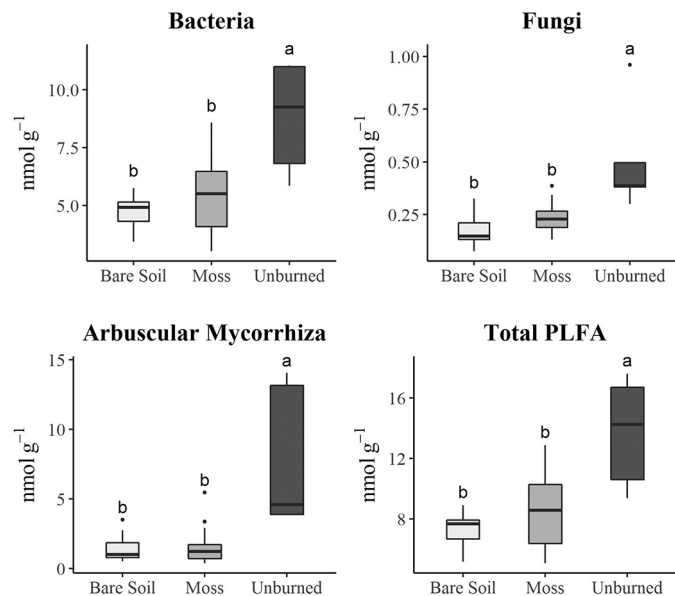 Bacteria
nmol g⁻¹
10.0
7.5
5.0
b
b
a
Bare Soil Moss Unburned
Fungi
nmol g⁻¹
1.00
0.75
0.50
0.25
b
b
a
Bare Soil Moss Unburned
Arbuscular Mycorrhiza
nmol g⁻¹
15
10
5
0
b
b
a
Bare Soil Moss Unburned
Total PLFA
nmol g⁻¹
16
12
8
b
b
a
Bare Soil Moss Unburned